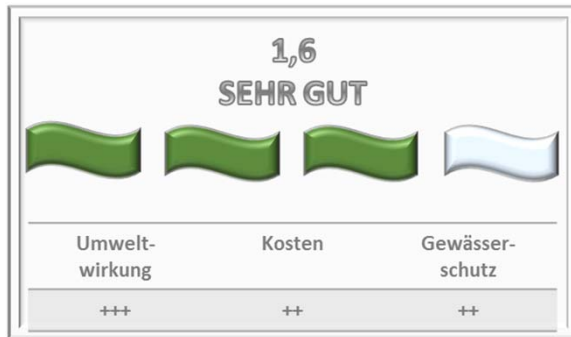 1,6
SEHR GUT
Umwelt- Kosten Gewässer-
wirkung schutz
+++ ++ ++